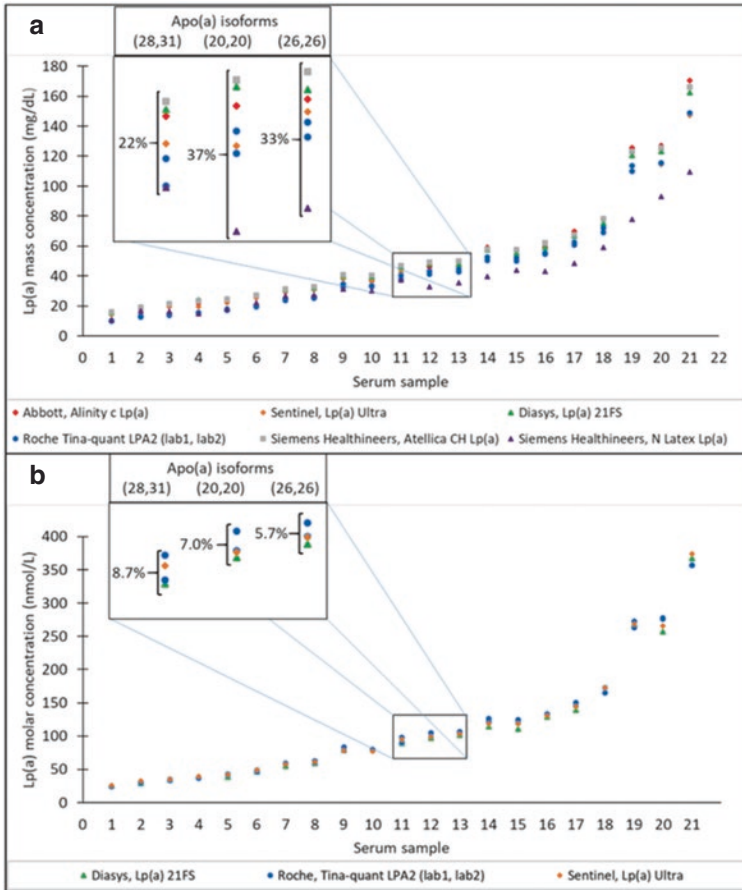 a
Apo(a) isoforms
(28,31) (20,20) (26,26)
22%
37%
33%
Lp(a) mass concentration (mg/dL)
180
160
140
120
100
80
60
40
20
0
0 1 2 3 4 5 6 7 8 9 10 11 12 13 14 15 16 17 18 19 20 21 22
Serum sample
Abbott, Alinity c Lp(a) Sentinel, Lp(a) Ultra Diasys, Lp(a) 21FS
Roche Tina-quant LPA2 (lab1, lab2) Siemens Healthineers, Atellica CH Lp(a) Siemens Healthineers, N Latex Lp(a)
b
Apo(a) isoforms
(28,31) (20,20) (26,26)
8.7%
7.0%
5.7%
Lp(a) molar concentration (nmol/L)
400
350
300
250
200
150
100
50
0
0 1 2 3 4 5 6 7 8 9 10 11 12 13 14 15 16 17 18 19 20 21
Serum sample
Diasys, Lp(a) 21FS Roche, Tina-quant LPA2 (lab1, lab2) Sentinel, Lp(a) Ultra